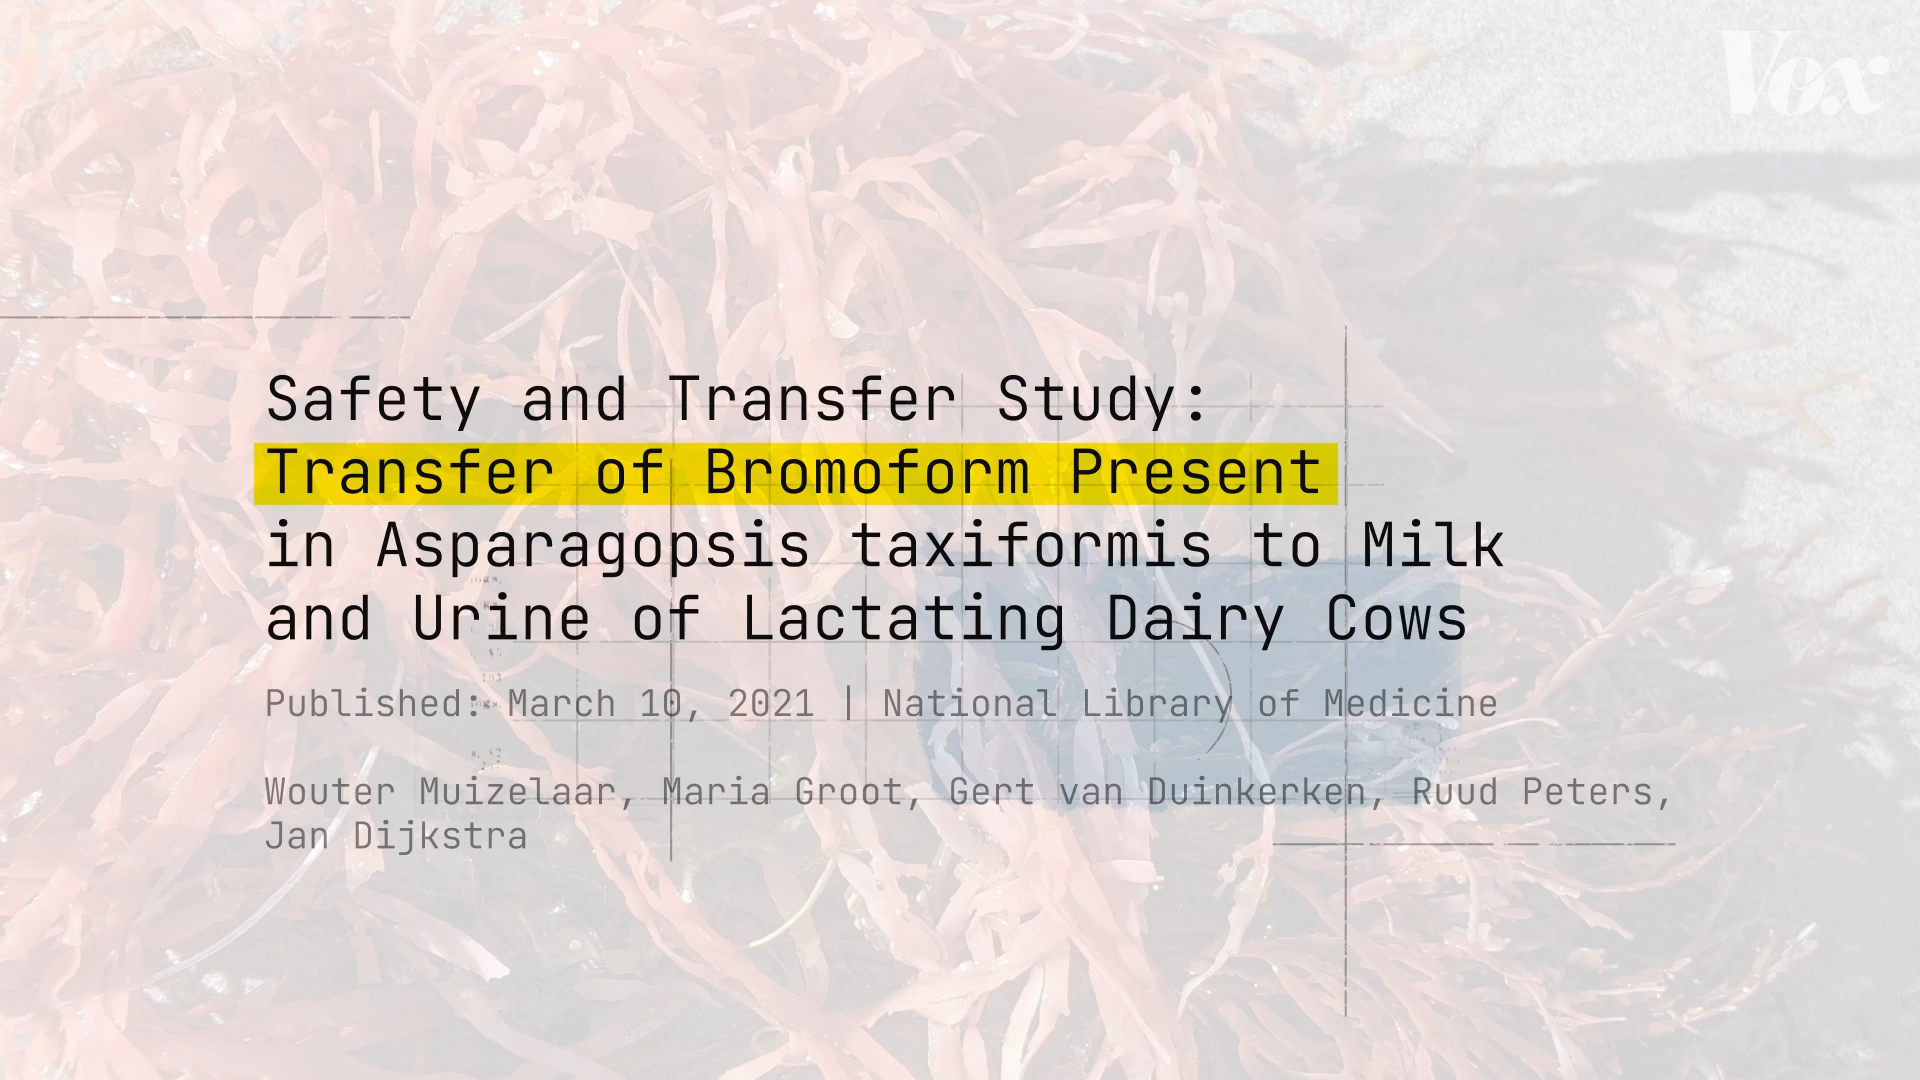 Vox
Safety and Transfer Study:
Transfer of Bromoform Present
in Asparagopsis taxiformis to Milk
and Urine of Lactating Dairy Cows
Published: March 10, 2021 | National Library of Medicine
Wouter Muizelaar, Maria Groot, Gert van Duinkerken, Ruud Peters,
Jan Dijkstra